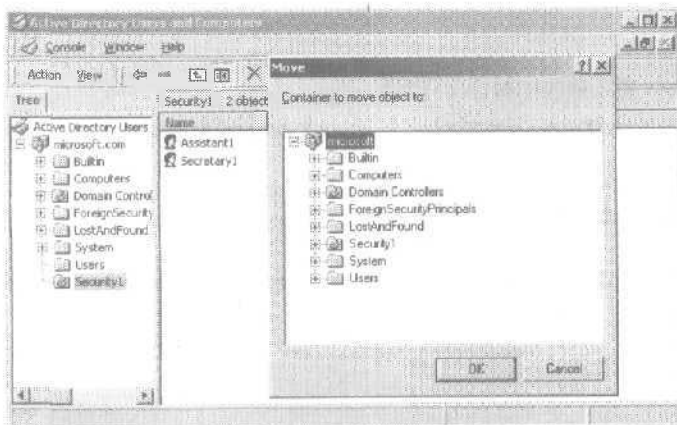 Active Directory Users and Computers
Console Window Help
Action View
Tree
Security1 2 object
Name
Active Directory Users
microsoft.com
Builtin
Computers
Domain Control
ForeignSecurity
LostAndFound
System
Users
Security1
Assistant1
Secretary1
Move
Container to move object to:
microsoft
Builtin
Computers
Domain Controllers
ForeignSecurityPrincipals
LostAndFound
Security1
System
Users
OK Cancel